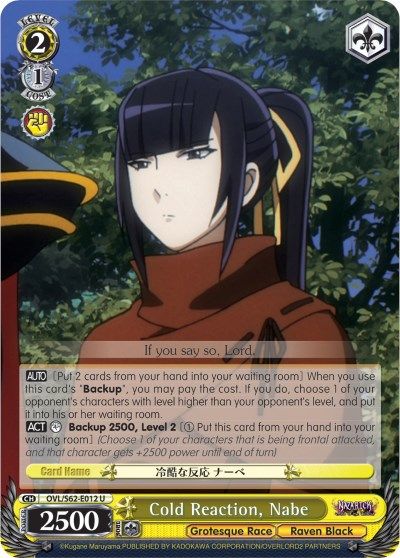 LEVEL
2
1
COST
If you say so, Lord.
AUTO [Put 2 cards from your hand into your waiting room] When you use
this card's "Backup", you may pay the cost. If you do, choose 1 of your
opponent's characters with level higher than your opponent's level, and
put it into his or her waiting room.
ACT Backup 2500, Level 2 [① Put this card from your hand into
your waiting room] (Choose 1 of your characters that is being frontal attacked,
and that character gets +2500 power until end of turn)
Card Name 冷酷な反応 ナーベ
CH OVL/S62-E012 U
POWER 2500
Cold Reaction, Nabe
NAZARICK
Grotesque Race Raven Black
©Kugane Maruyama,PUBLISHED BY KADOKAWA CORPORATION/OVERLORD2 PARTNERS